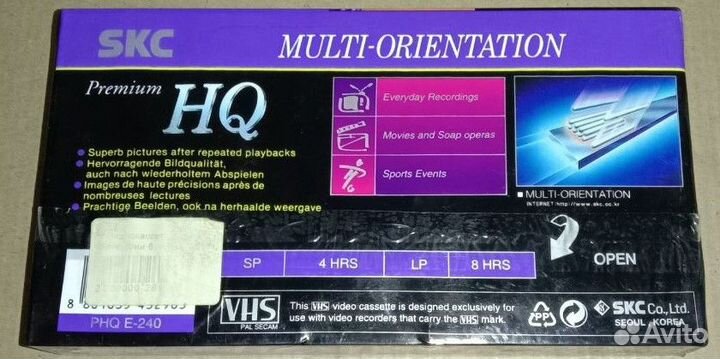 SKC
MULTI-ORIENTATION
Premium
HQ
Everyday Recordings
Movies and Soap operas
Sports Events
Superb pictures after repeated playbacks
Hervorragende Bildqualität,
auch nach wiederholtem Abspielen
Images de haute précisions après de
nombreuses lectures
Prachtige Beelden, ook na herhaalde weergave
MULTI-ORIENTATION
INTERNET:http://www.skc.co.kr
SP 4 HRS LP 8 HRS
OPEN
PHQ E-240
VHS
PAL SECAM
This VHS video cassette is designed exclusively for
use with video recorders that carry the VHS mark.
PP
SKC Co., Ltd.
SEOUL KOREA
Avito